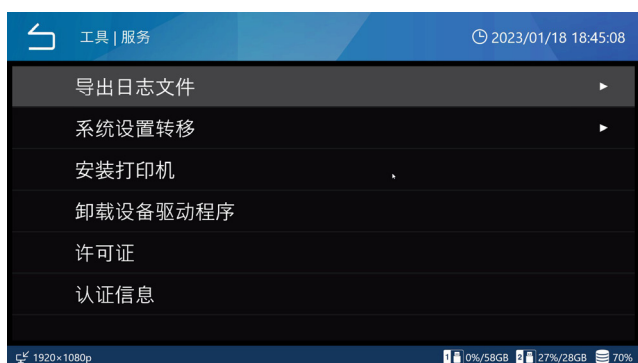 工具 | 服务
2023/01/18 18:45:08
导出日志文件
系统设置转移
安装打印机
卸载设备驱动程序
许可证
认证信息
1920×1080p
1 0%/58GB 2 27%/28GB 70%